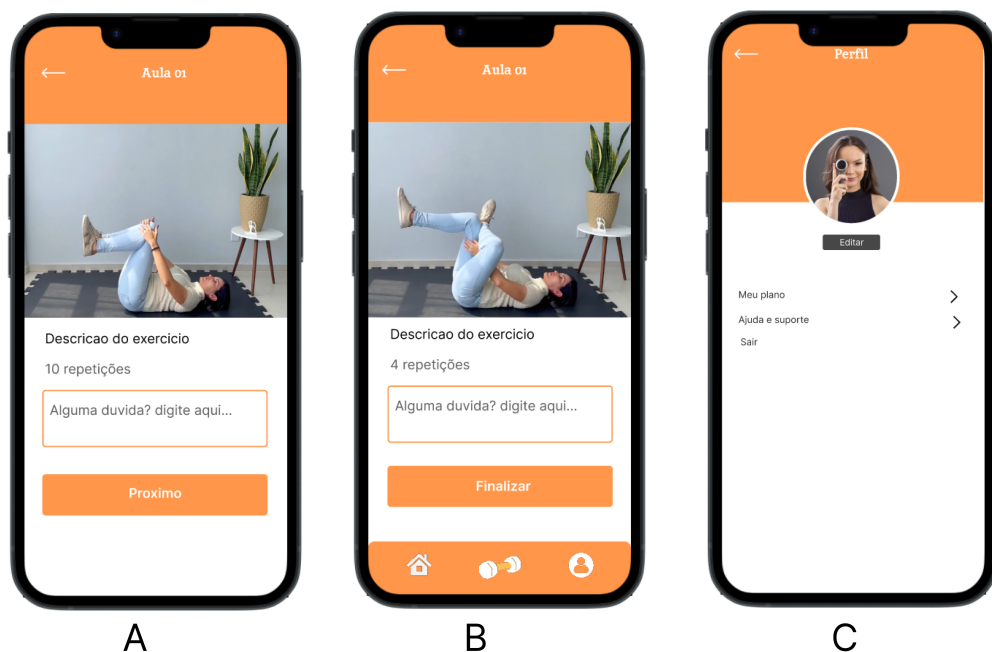 Aula 01
Descricao do exercicio
10 repetições
Alguma duvida? digite aqui...
Proximo
A
Aula 01
Descricao do exercicio
4 repetições
Alguma duvida? digite aqui...
Finalizar
B
Perfil
Editar
Meu plano
Ajuda e suporte
Sair
C